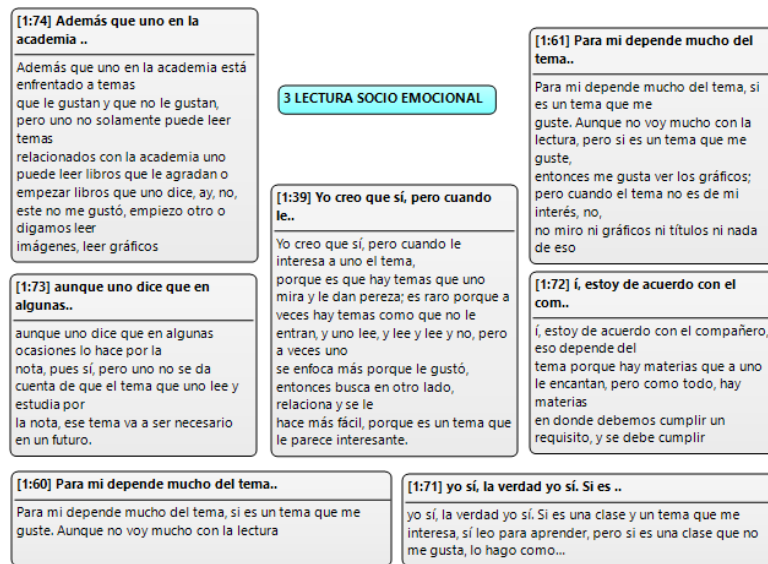 [1:74] Además que uno en la
academia ..
Además que uno en la academia está
enfrentado a temas
que le gustan y que no le gustan,
pero uno no solamente puede leer
temas
relacionados con la academia uno
puede leer libros que le agradan o
empezar libros que uno dice, ay, no,
este no me gustó, empiezo otro o
digamos leer
imágenes, leer gráficos
3 LECTURA SOCIO EMOCIONAL
[1:61] Para mi depende mucho del
tema..
Para mi depende mucho del tema, si
es un tema que me
guste. Aunque no voy mucho con la
lectura, pero si es un tema que me
guste,
entonces me gusta ver los gráficos;
pero cuando el tema no es de mi
interés, no,
no miro ni gráficos ni títulos ni nada
de eso
[1:39] Yo creo que sí, pero cuando
le..
Yo creo que sí, pero cuando le
interesa a uno el tema,
porque es que hay temas que uno
mira y le dan pereza; es raro porque a
veces hay temas como que no le
entran, y uno lee, y lee y lee y no, pero
a veces uno
se enfoca más porque le gustó,
entonces busca en otro lado,
relaciona y se le
hace más fácil, porque es un tema que
le parece interesante.
[1:73] aunque uno dice que en
algunas..
aunque uno dice que en algunas
ocasiones lo hace por la
nota, pues sí, pero uno no se da
cuenta de que el tema que uno lee y
estudia por
la nota, ese tema va a ser necesario
en un futuro.
[1:72] í, estoy de acuerdo con el
com..
í, estoy de acuerdo con el compañero,
eso depende del
tema porque hay materias que a uno
le encantan, pero como todo, hay
materias
en donde debemos cumplir un
requisito, y se debe cumplir
[1:60] Para mi depende mucho del tema..
Para mi depende mucho del tema, si es un tema que me
guste. Aunque no voy mucho con la lectura
[1:71] yo sí, la verdad yo sí. Si es ..
yo sí, la verdad yo sí. Si es una clase y un tema que me
interesa, sí leo para aprender, pero si es una clase que no
me gusta, lo hago como...